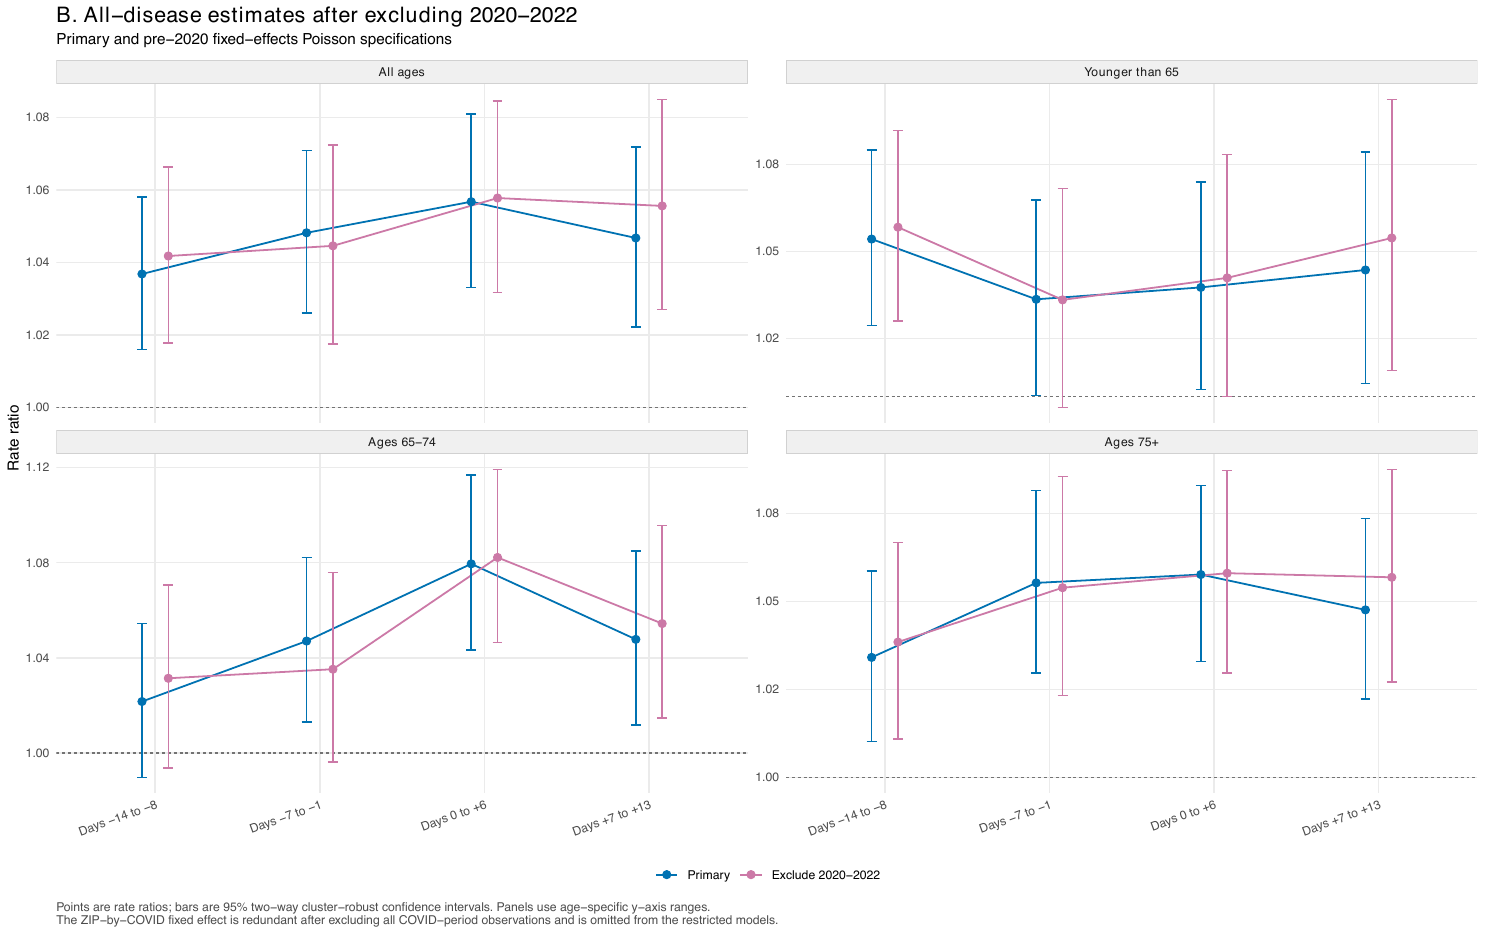 B. All−disease estimates after excluding 2020−2022
Primary and pre−2020 fixed−effects Poisson specifications
All ages
Younger than 65
1.08
1.06
1.04
1.02
1.00
1.08
1.05
1.02
Rate ratio
Ages 65−74
Ages 75+
1.12
1.08
1.04
1.00
1.08
1.05
1.02
1.00
Days −14 to −8
Days −7 to −1
Days 0 to +6
Days +7 to +13
Days −14 to −8
Days −7 to −1
Days 0 to +6
Days +7 to +13
Primary
Exclude 2020−2022
Points are rate ratios; bars are 95% two−way cluster−robust confidence intervals. Panels use age−specific y−axis ranges.
The ZIP−by−COVID fixed effect is redundant after excluding all COVID−period observations and is omitted from the restricted models.